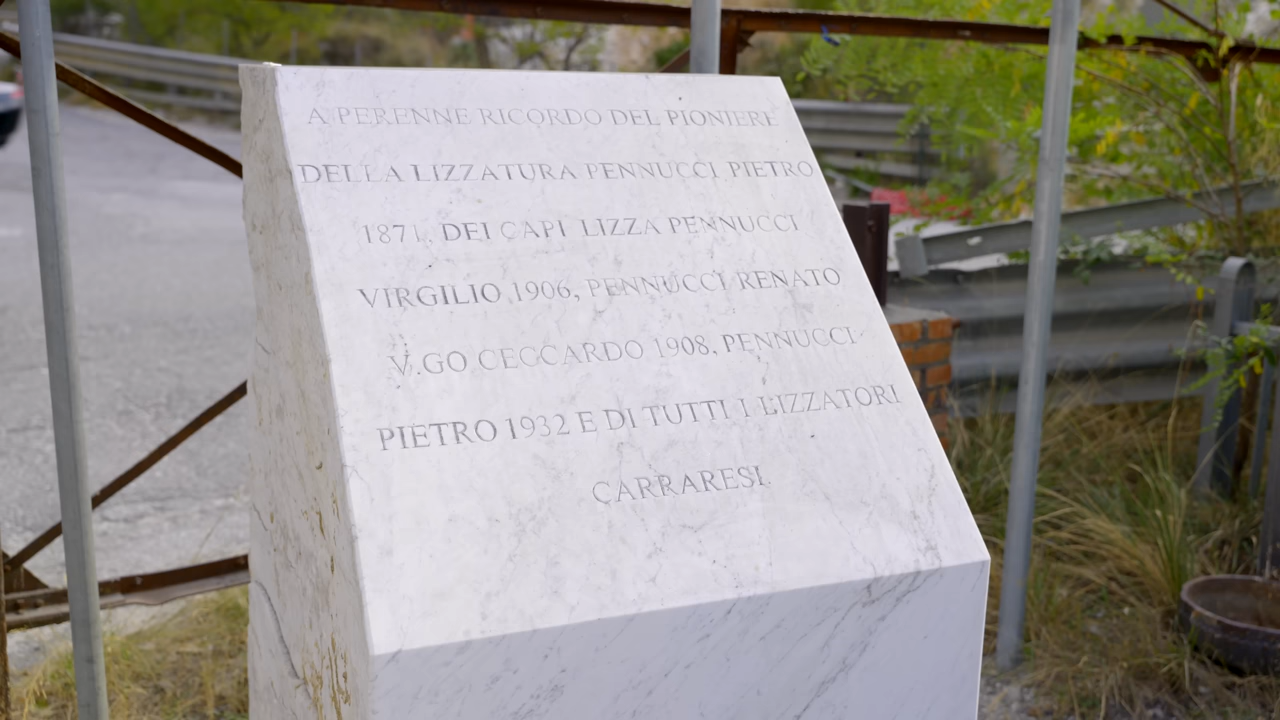 A PERENNE RICORDO DEL PIONIERE
DELLA LIZZATURA PENNUCCI PIETRO
1871, DEI CAPI LIZZA PENNUCCI
VIRGILIO 1906, PENNUCCI RENATO
V.GO CECCARDO 1908, PENNUCCI
PIETRO 1932 E DI TUTTI I LIZZATORI
CARRARESI.